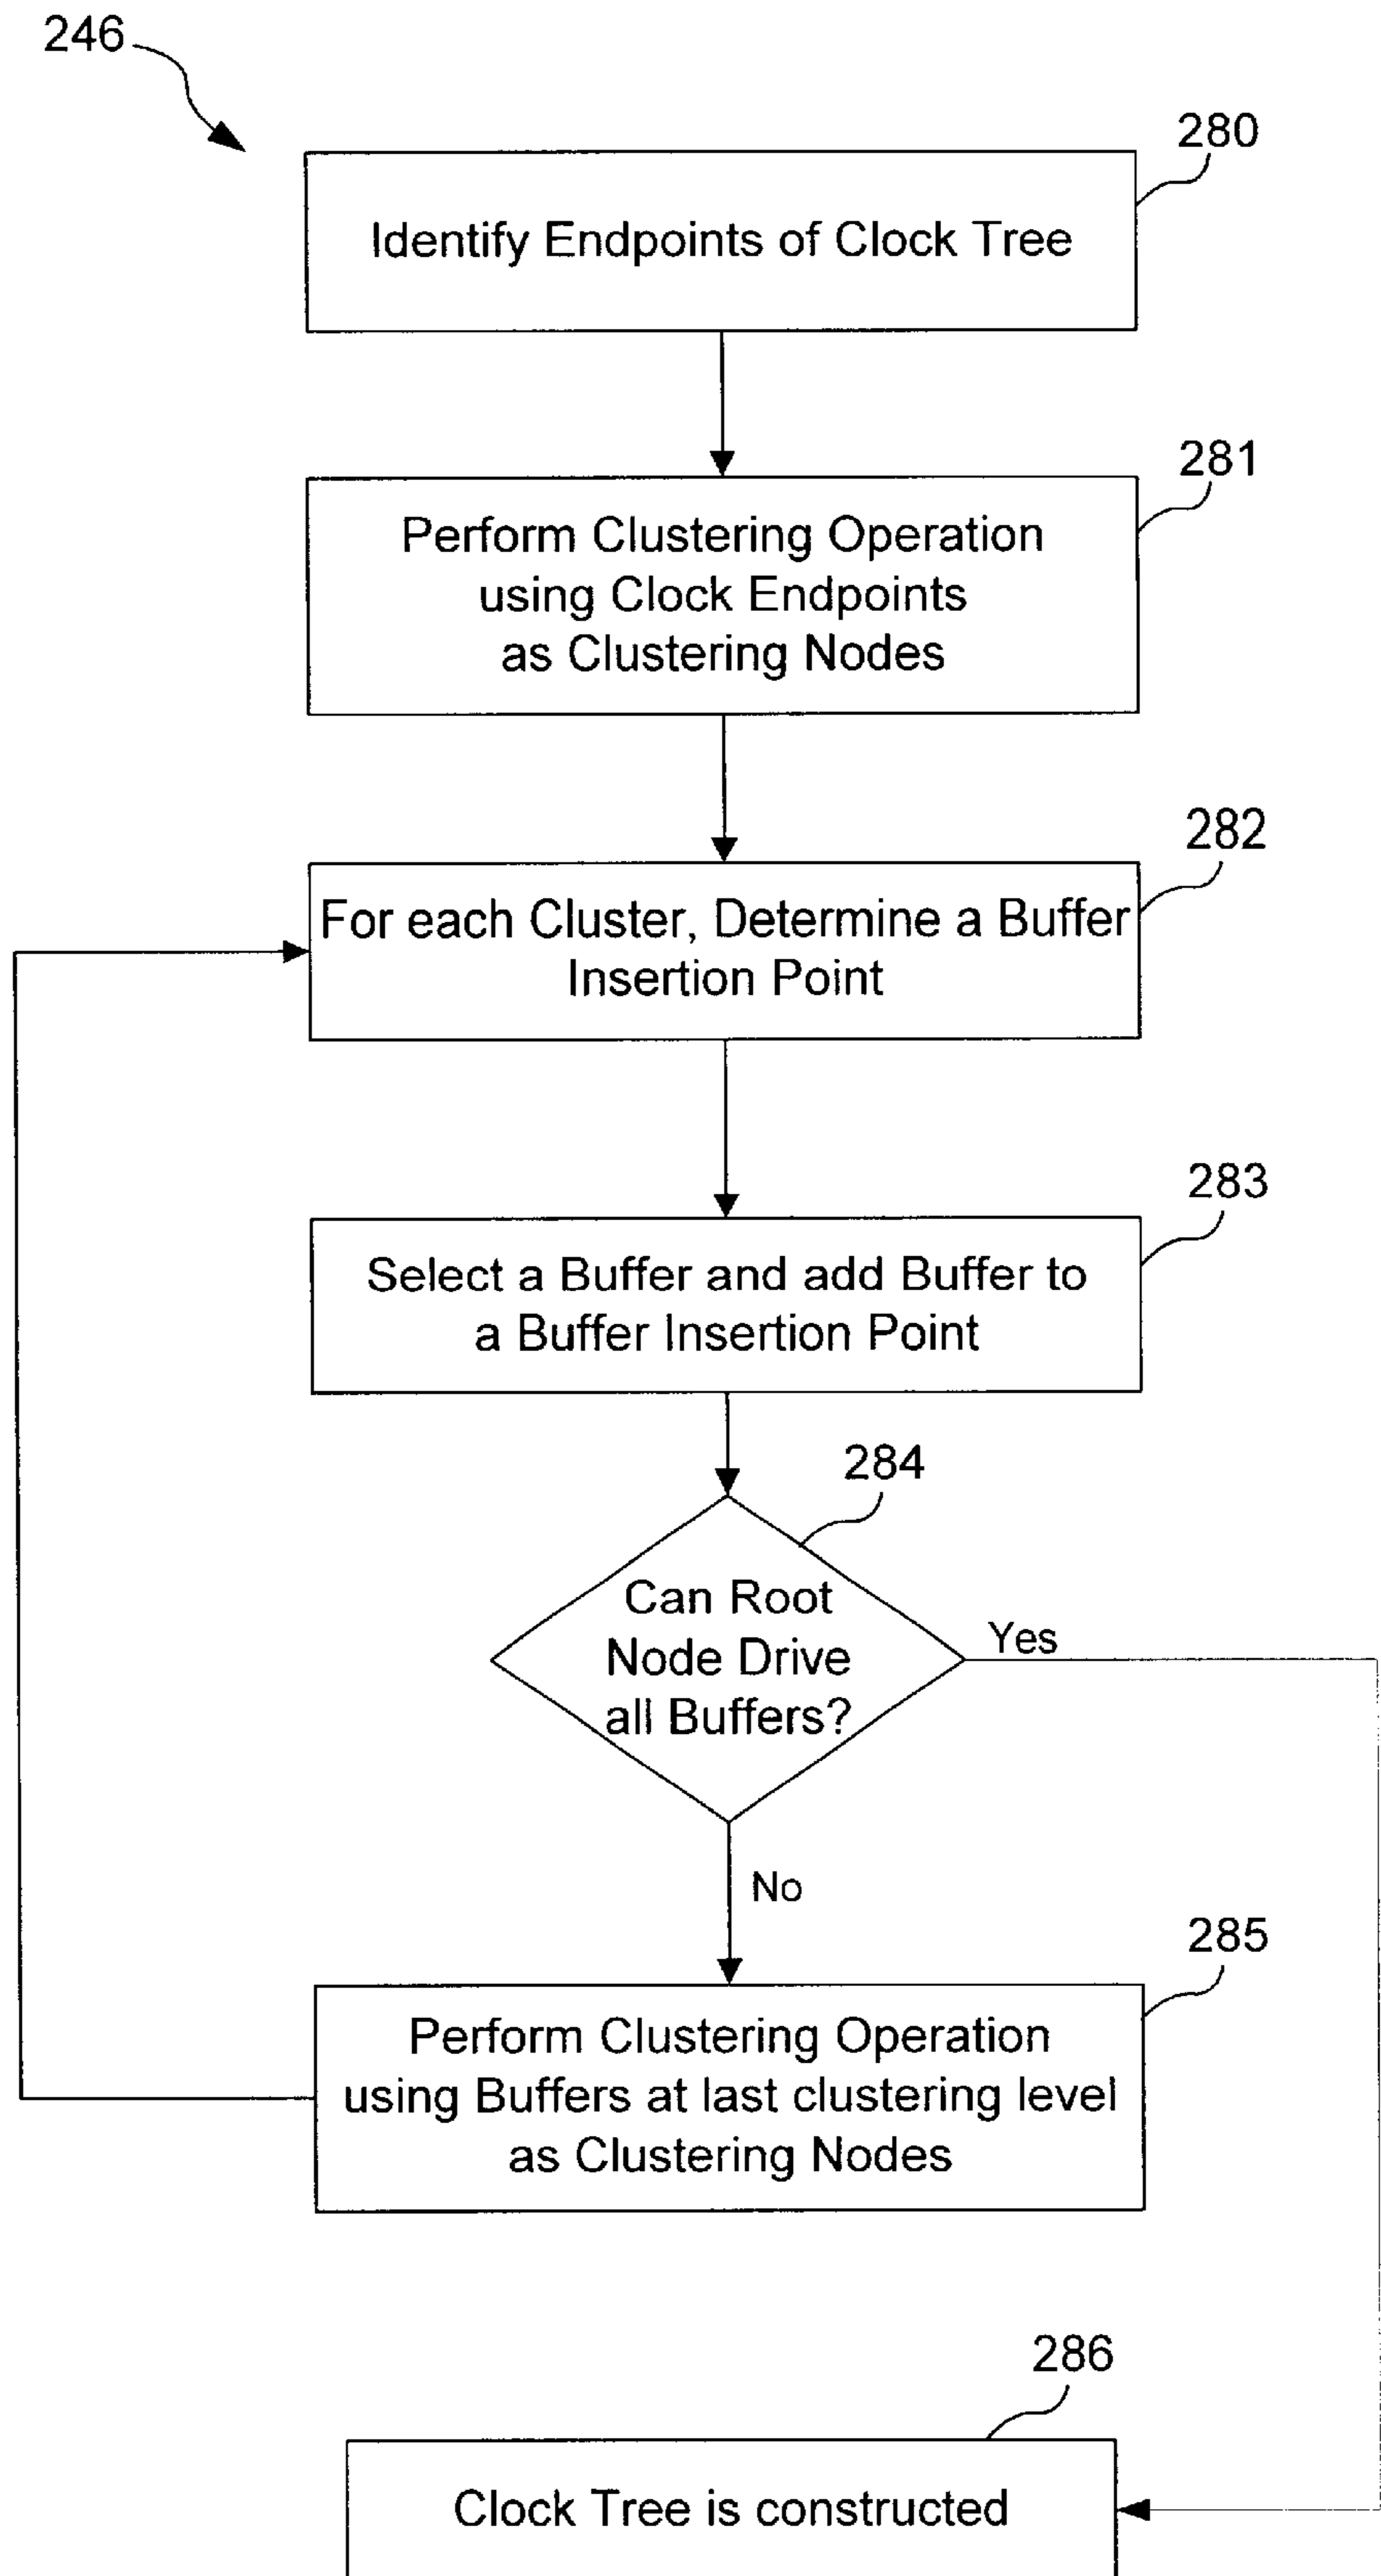 246
280
Identify Endpoints of Clock Tree
281
Perform Clustering Operation
using Clock Endpoints
as Clustering Nodes
282
For each Cluster, Determine a Buffer
Insertion Point
283
Select a Buffer and add Buffer to
a Buffer Insertion Point
284
Can Root
Node Drive
all Buffers?
Yes
No
285
Perform Clustering Operation
using Buffers at last clustering level
as Clustering Nodes
286
Clock Tree is constructed